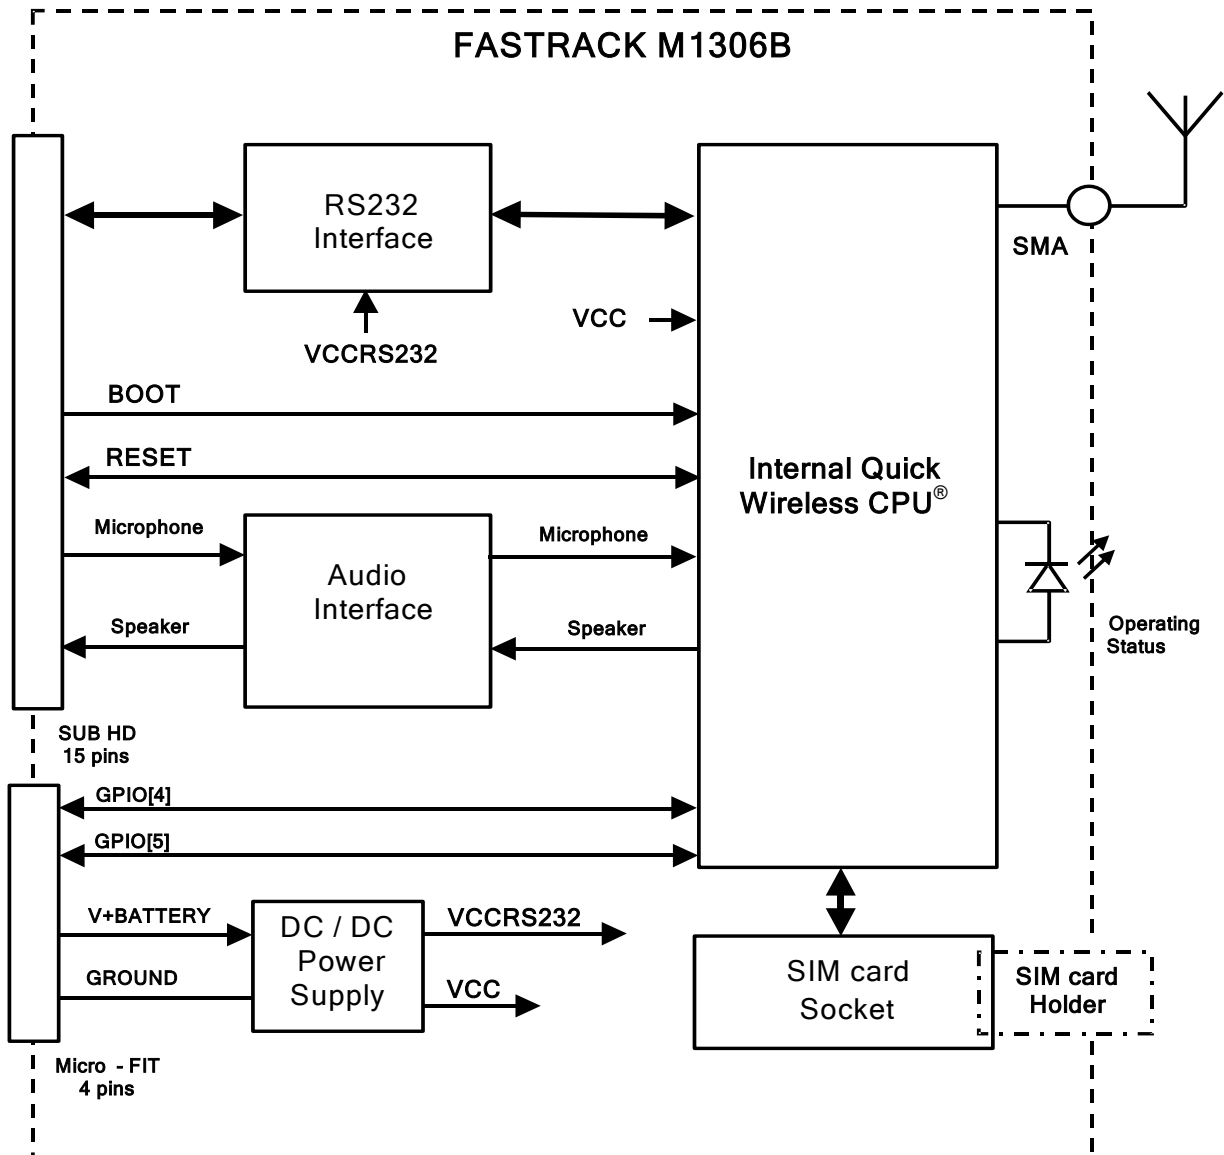 FASTRACK M1306B
RS232
Interface
SMA
VCC
VCCRS232
BOOT
RESET
Internal Quick
Wireless CPU®
Microphone
Microphone
Audio
Interface
Speaker
Speaker
Operating
Status
SUB HD
15 pins
GPIO[4]
GPIO[5]
V+BATTERY
DC / DC
Power
Supply
VCCRS232
GROUND
VCC
SIM card
Socket
SIM card
Holder
Micro - FIT
4 pins